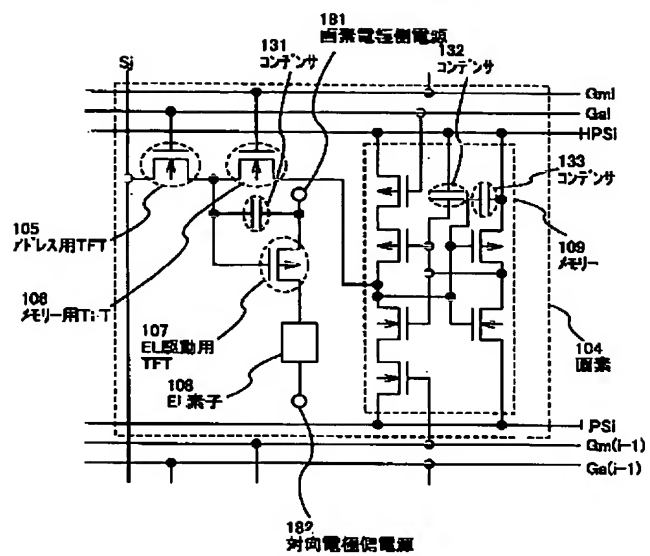 181
画素電極側電源
131
コンデンサ
132
コンデンサ
Sj
Gmi
Gai
HPSi
133
コンデンサ
109
メモリー
105
アドレス用TFT
106
メモリー用TFT
107
EL駆動用
TFT
108
EL素子
104
画素
LPSi
Gm(i-1)
Ga(i-1)
182
対向電極側電源